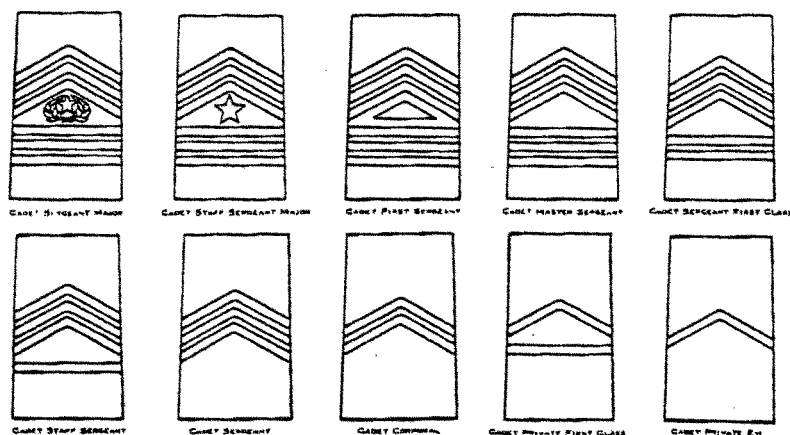 CADET SERGEANT MAJOR
CADET STAFF SERGEANT MAJOR
CADET FIRST SERGEANT
CADET MASTER SERGEANT
CADET SERGEANT FIRST CLASS
CADET STAFF SERGEANT
CADET SERGEANT
CADET CORPORAL
CADET PRIVATE FIRST CLASS
CADET PRIVATE